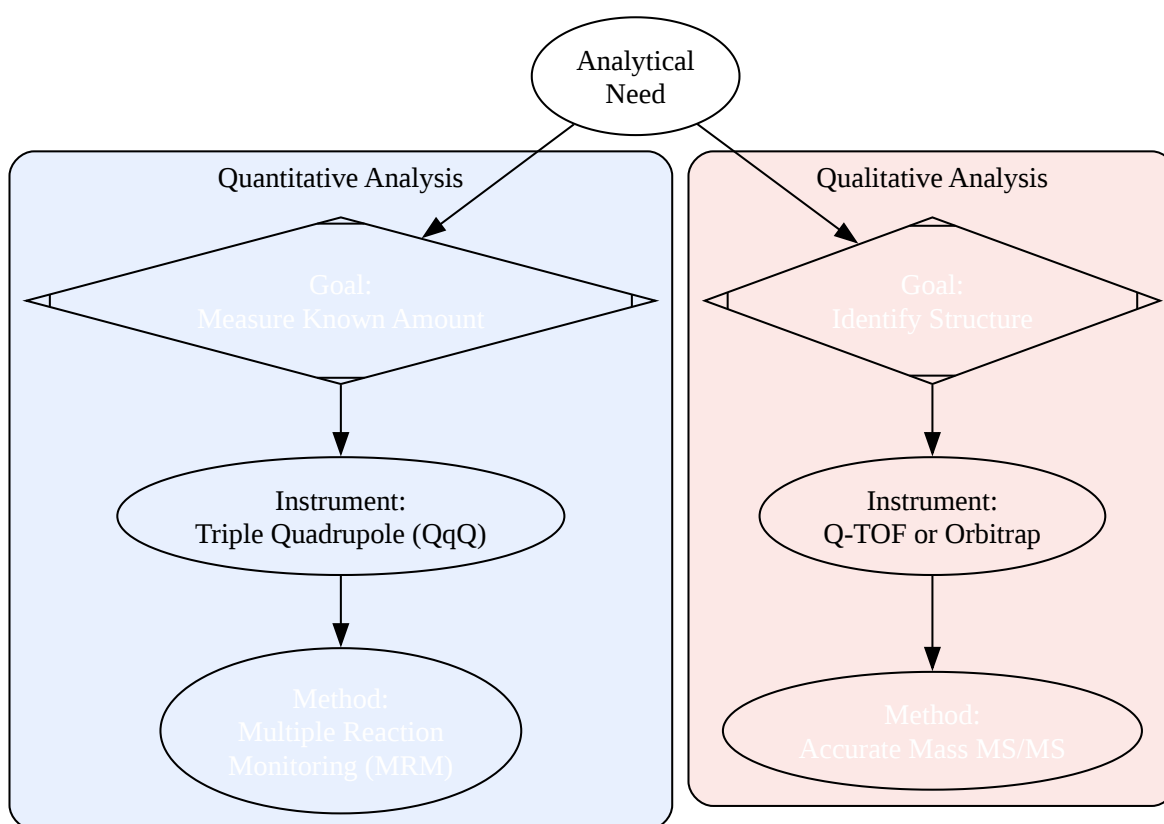 Analytical
Need
Quantitative Analysis
Goal:
Measure Known Amount
Instrument:
Triple Quadrupole (QqQ)
Method:
Multiple Reaction
Monitoring (MRM)
Qualitative Analysis
Goal:
Identify Structure
Instrument:
Q-TOF or Orbitrap
Method:
Accurate Mass MS/MS